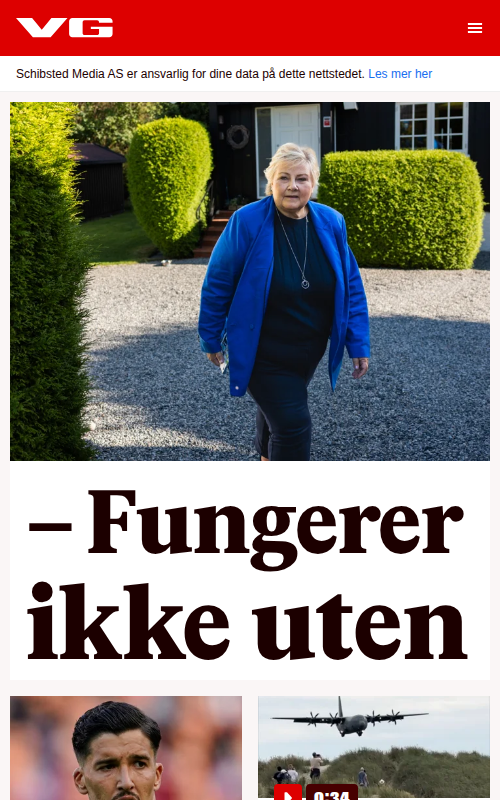 VG
Schibsted Media AS er ansvarlig for dine data på dette nettstedet. Les mer her
– Fungerer
ikke uten
0:34